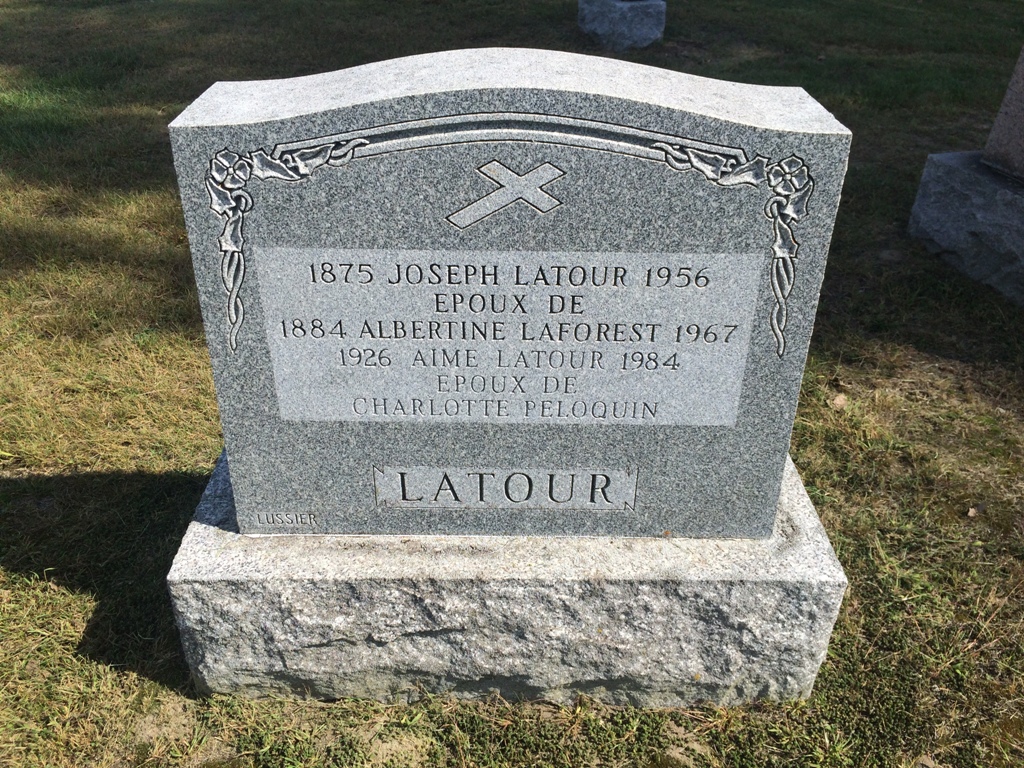 1875 JOSEPH LATOUR 1956
EPOUX DE
1884 ALBERTINE LAFOREST 1967
1926 AIME LATOUR 1984
EPOUX DE
CHARLOTTE PELOQUIN
LATOUR
LUSSIER